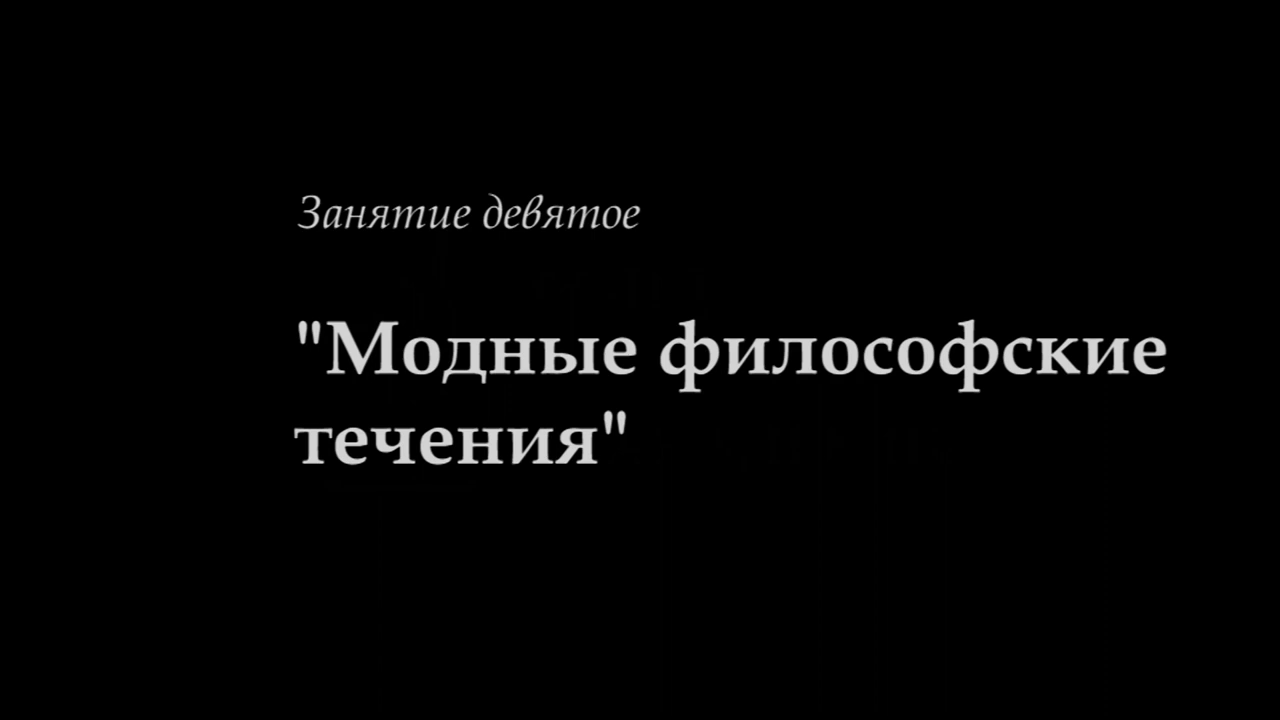 Занятие девятое
"Модные философские
течения"